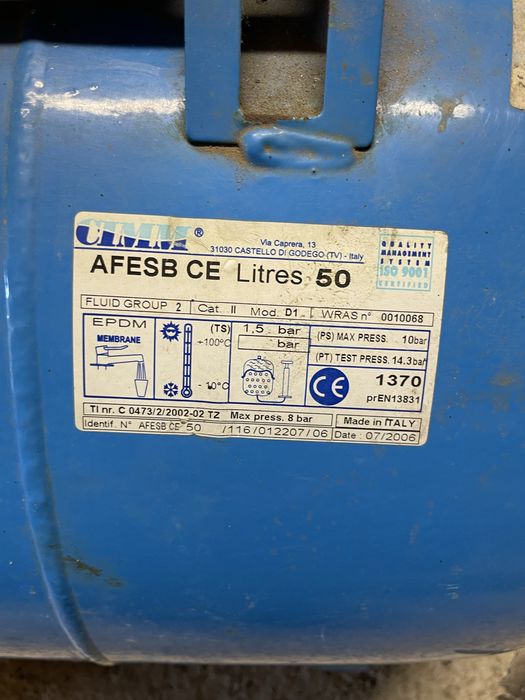 CIMM ®
Via Caprera, 13
31030 CASTELLO DI GODEGO (TV) - Italy
QUALITY
MANAGEMENT
SYSTEM
ISO 9001
CERTIFIED
AFESB CE Litres 50
FLUID GROUP 2 Cat. II Mod. D1 WRAS n° 0010068
EPDM
MEMBRANE
(TS)
+100°C
-10°C
1,5 bar
bar
(PS) MAX PRESS. 10bar
(PT) TEST PRESS. 14.3bar
CE 1370
prEN13831
TI nr. C 0473/2/2002-02 TZ Max press. 8 bar
Made in ITALY
Identif. N° AFESB CE 50 /116/012207/06 Date : 07/2006